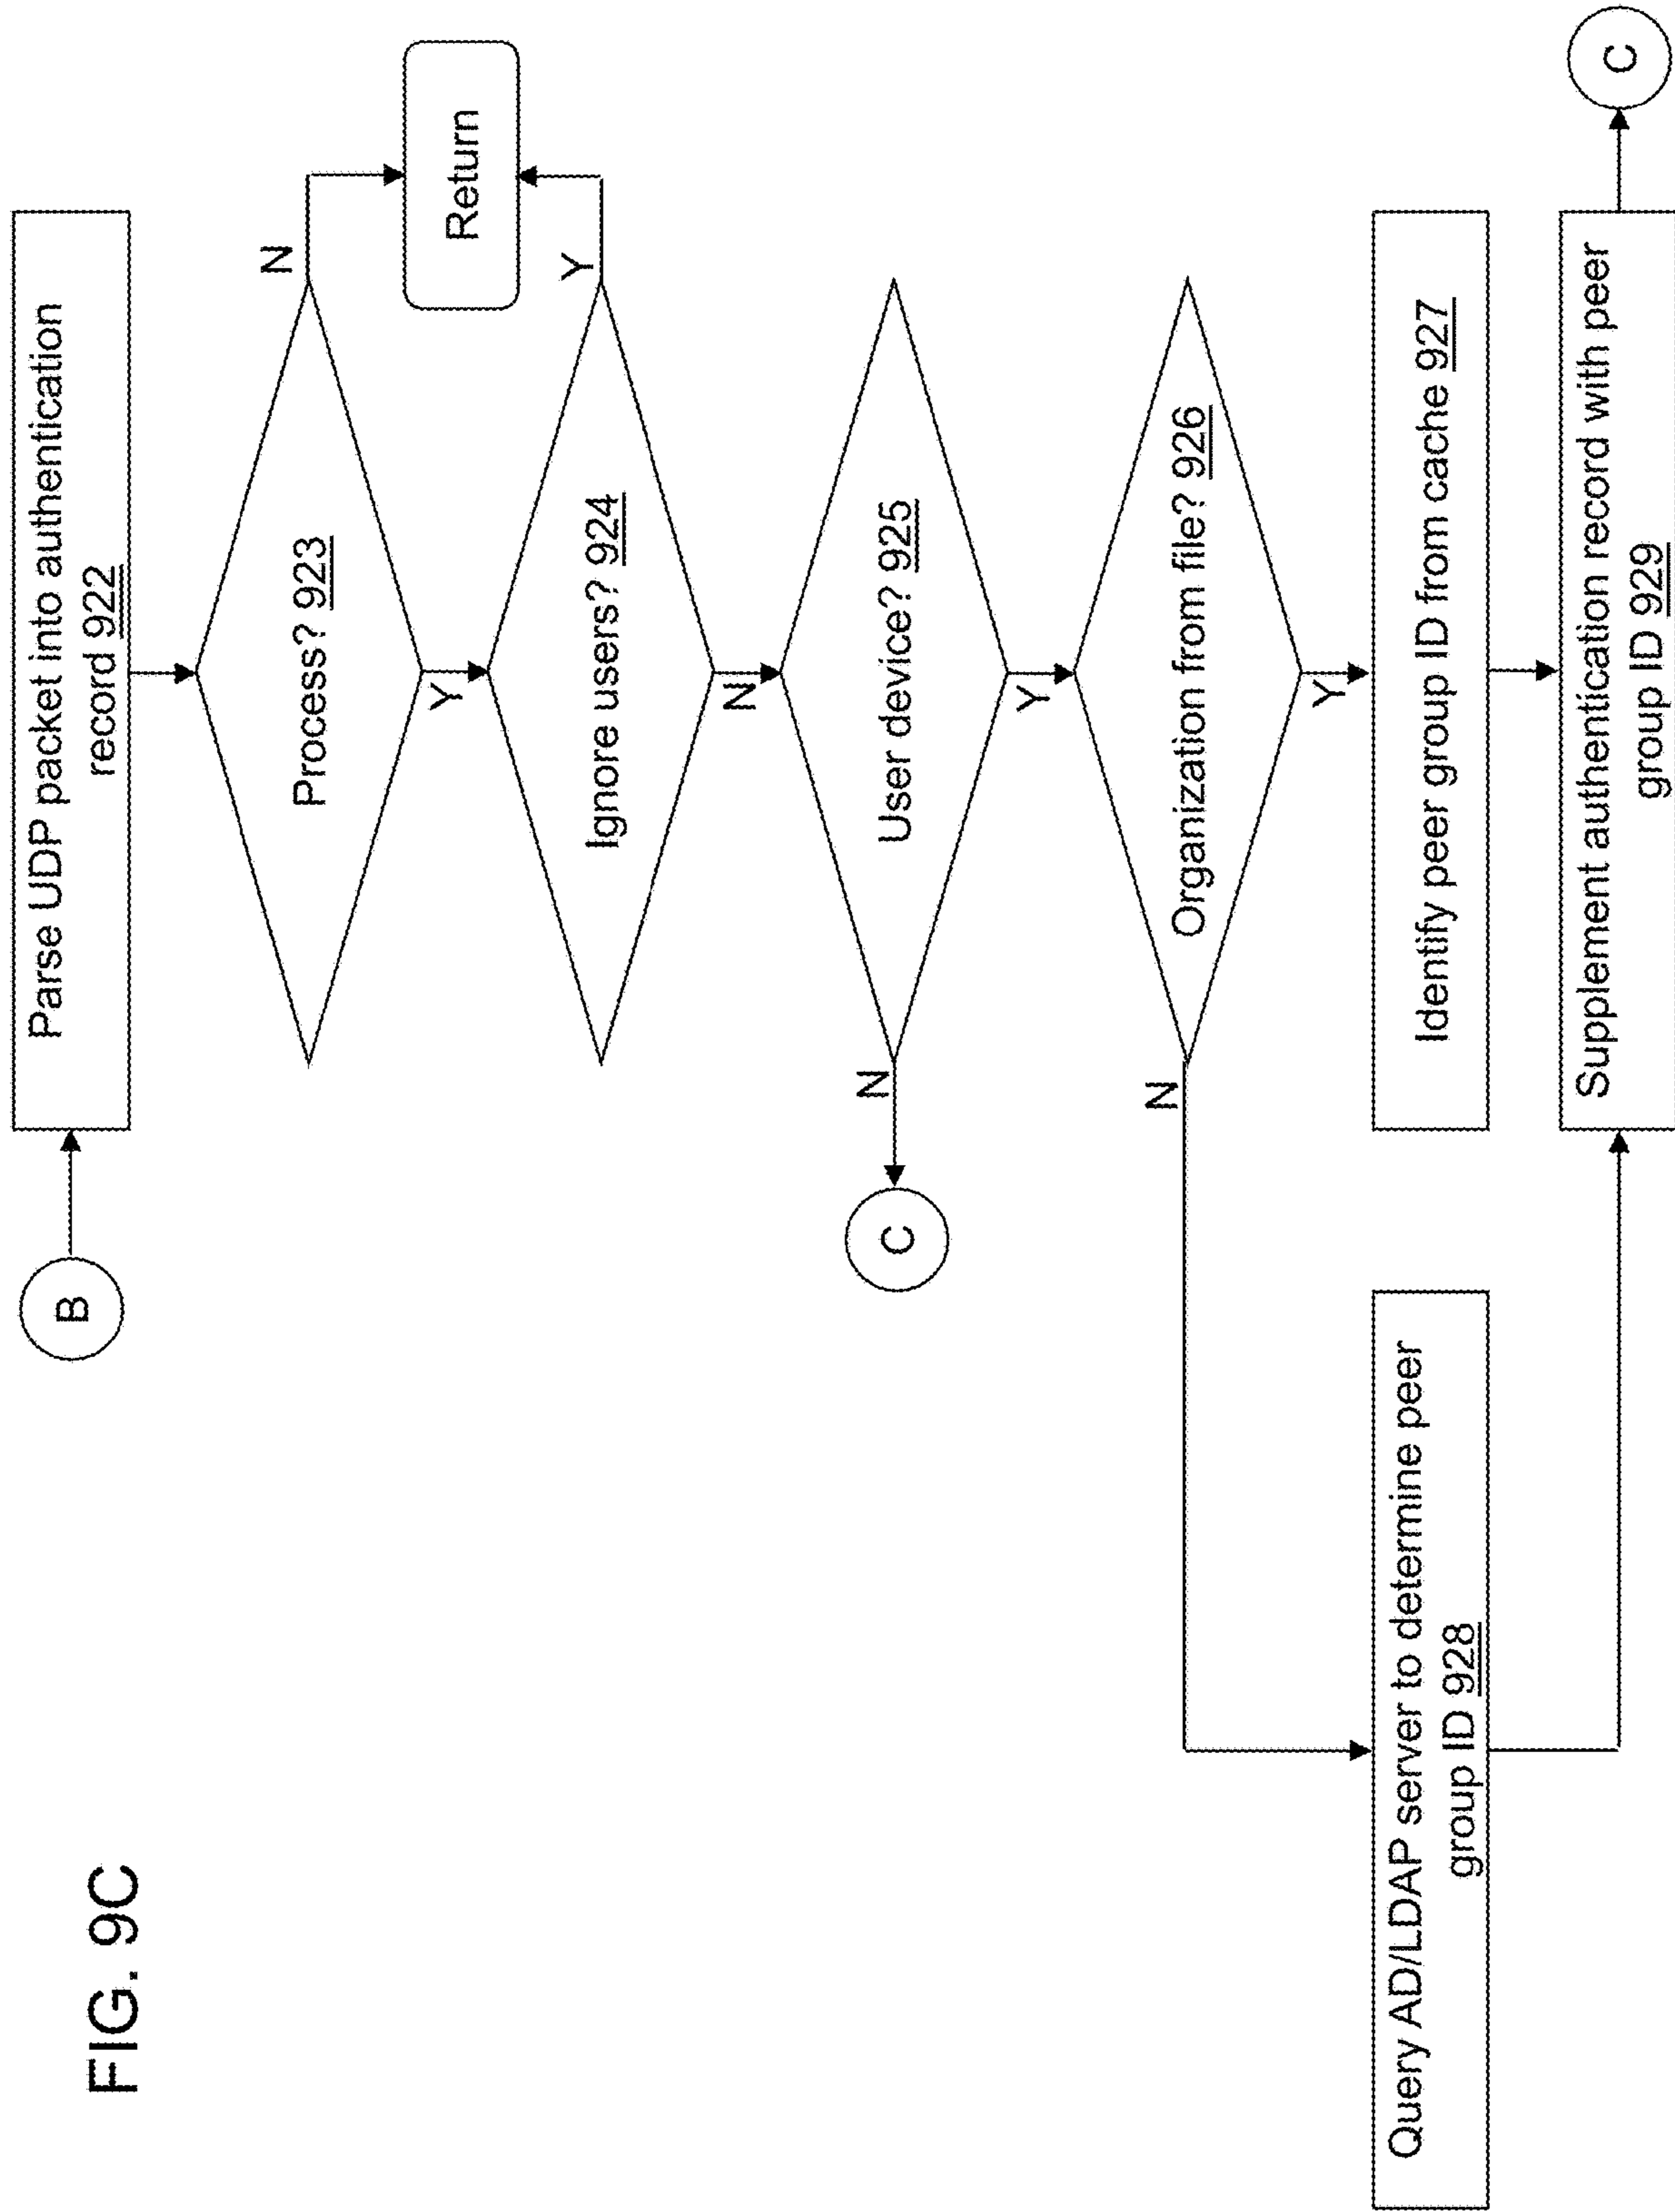 FIG. 9C
B
Parse UDP packet into authentication
record 922
Process? 923
N
Y
Return
Ignore users? 924
Y
N
User device? 925
N
C
Y
Organization from file? 926
N
Y
Query AD/LDAP server to determine peer
group ID 928
Identify peer group ID from cache 927
Supplement authentication record with peer
group ID 929
C